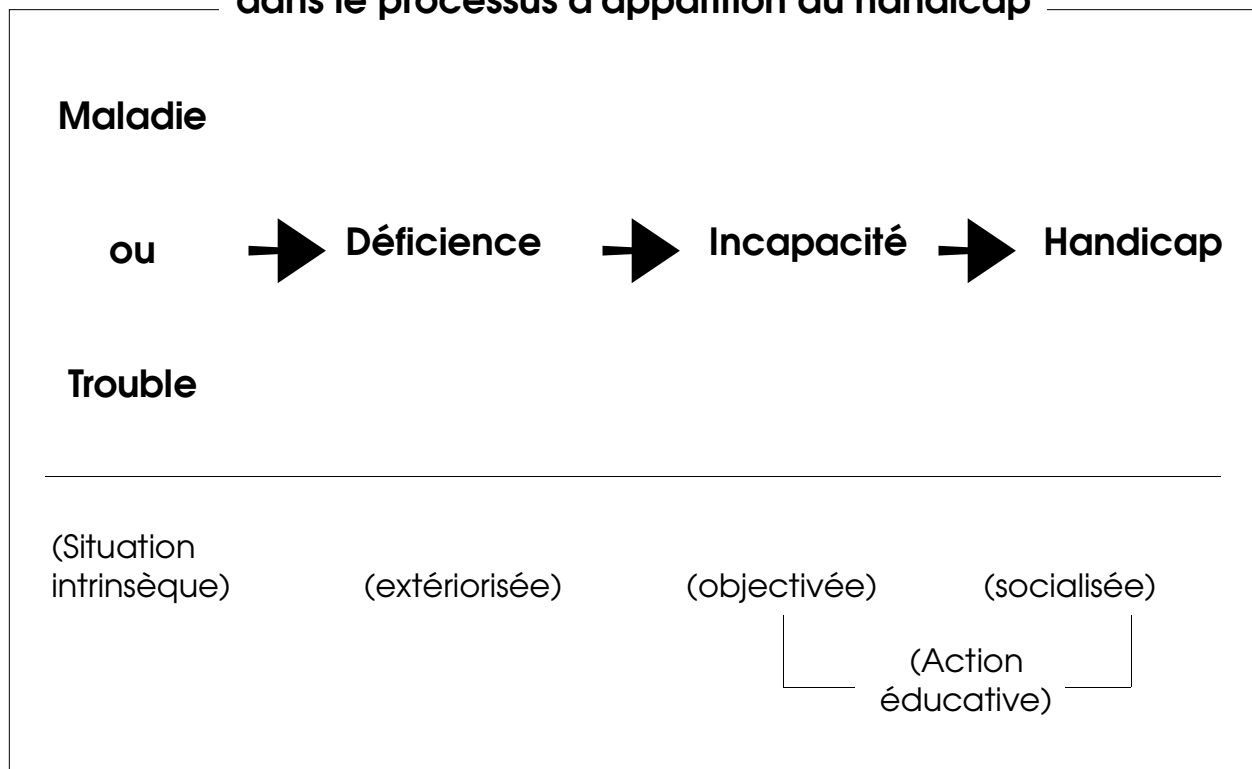 dans le processus d'apparition du handicap
Maladie
ou
Déficience
Incapacité
Handicap
Trouble
(Situation
intrinsèque)
(extériorisée)
(objectivée)
(socialisée)
(Action
éducative)